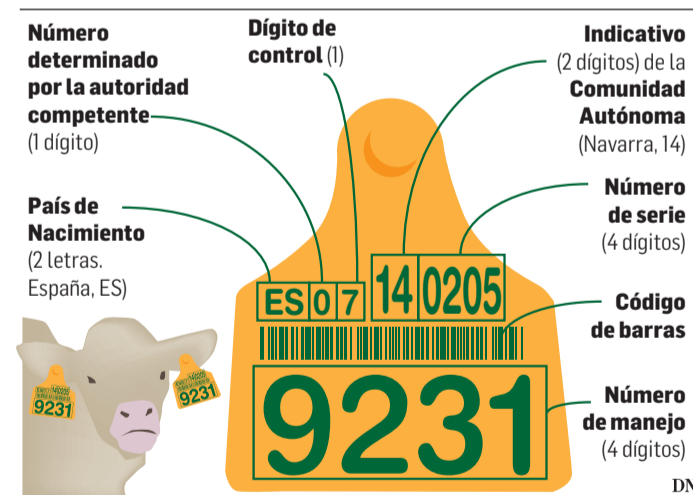 Número
determinado
por la autoridad
competente
(1 dígito)
Dígito de
control (1)
Indicativo
(2 dígitos) de la
Comunidad
Autónoma
(Navarra, 14)
País de
Nacimiento
(2 letras.
España, ES)
Número
de serie
(4 dígitos)
Código
de barras
Número
de manejo
(4 dígitos)
ES 0 7 14 0205
9231
9231
9231
DN